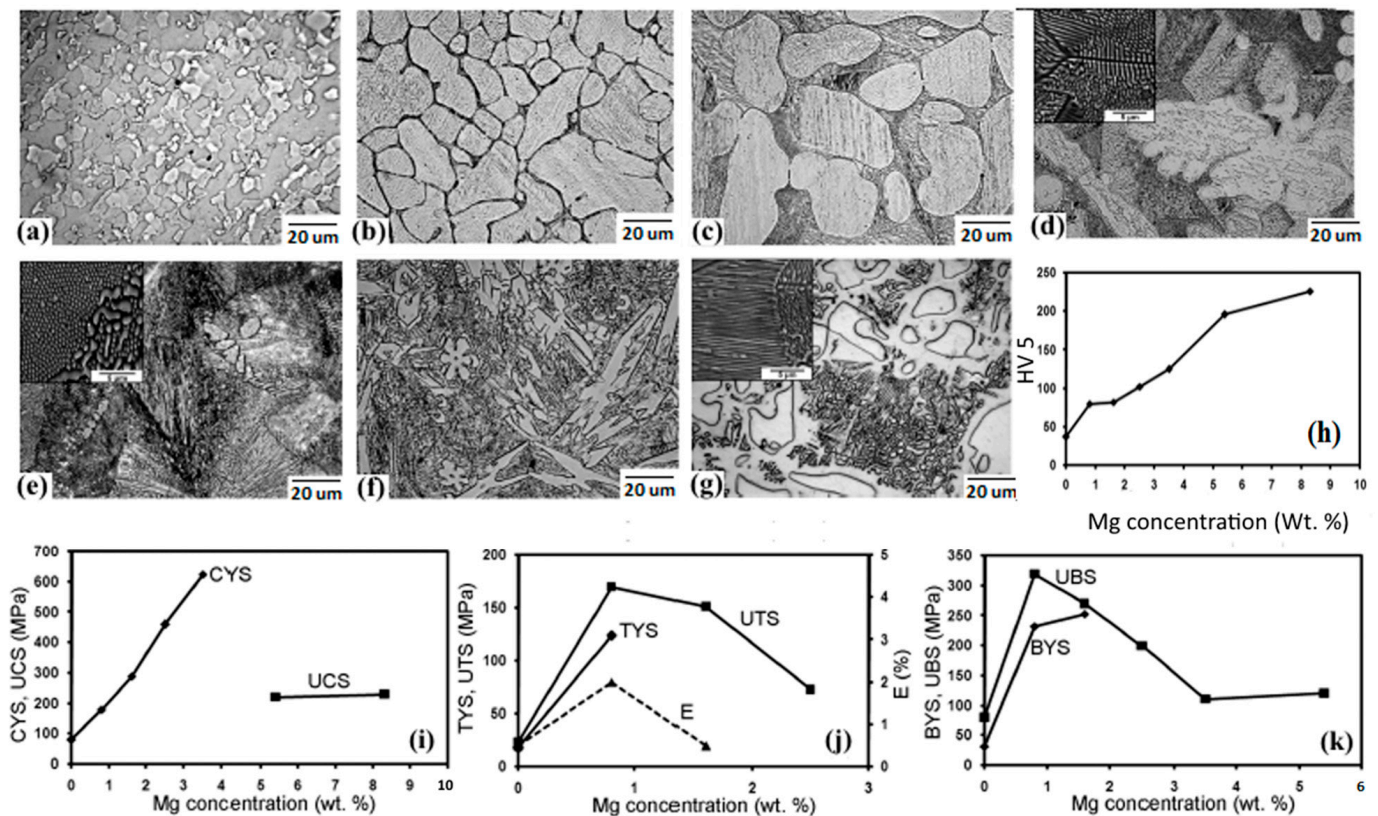 (a)
20 um
(b)
20 um
(c)
20 um
5 µm
(d)
20 um
(e)
20 um
(f)
20 um
5 µm
(g)
20 um
HV 5
250
200
150
100
50
0
0 1 2 3 4 5 6 7 8 9 10
(h)
Mg concentration (Wt. %)
CYS, UCS (MPa)
700
600
500
400
300
200
100
0
CYS
UCS
(i)
0 1 2 3 4 5 6 7 8 9 10
Mg concentration (wt. %)
TYS, UTS (MPa)
200
150
100
50
0
TYS
UTS
E
(j)
5
4
3
2
1
0
E (%)
0 1 2 3
Mg concentration (wt. %)
BYS, UBS (MPa)
350
300
250
200
150
100
50
0
UBS
BYS
(k)
0 1 2 3 4 5 6
Mg concentration (wt. %)